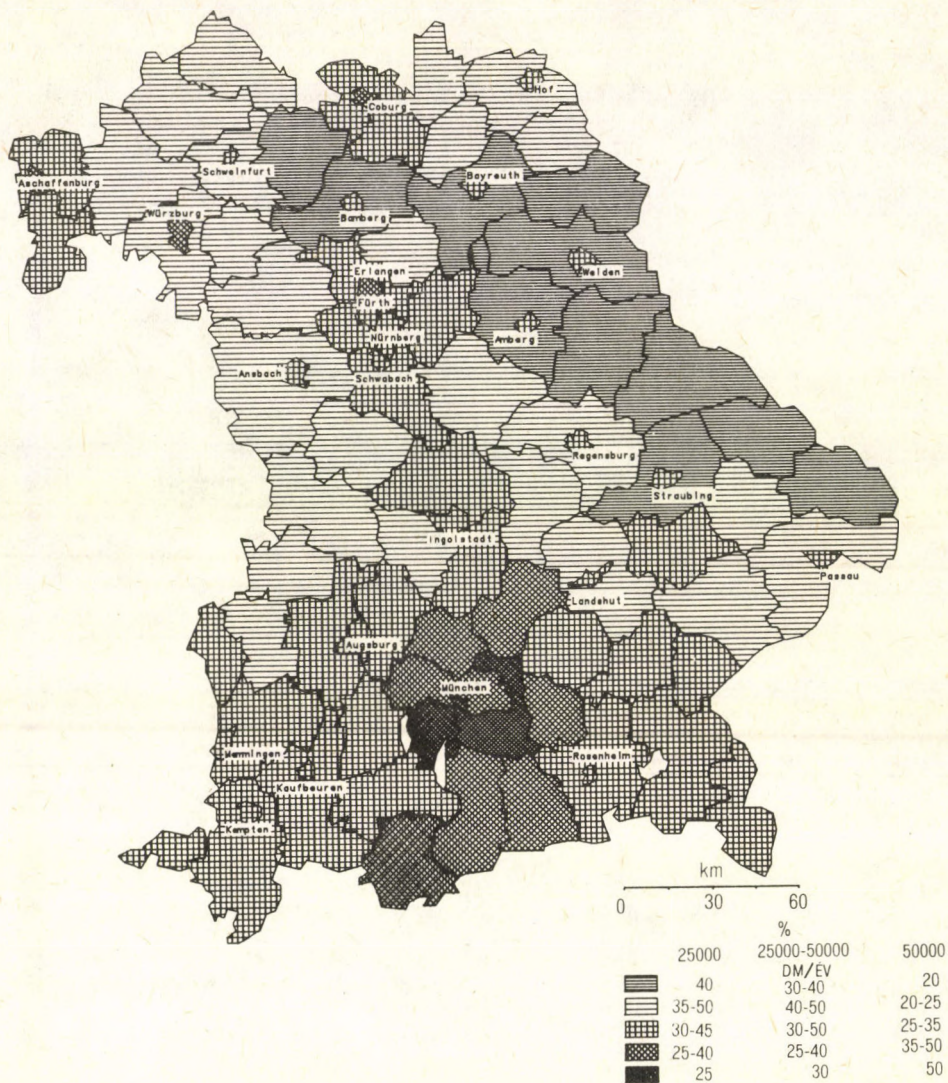 Hof
Coburg
Aschaffenburg
Schweinfurt
Bayreuth
Würzburg
Bamberg
Erlangen
Weiden
Fürth
Nürnberg
Amberg
Ansbach
Schwabach
Regensburg
Straubing
Ingolstadt
Passau
Landshut
Augsburg
München
Memmingen
Rosenheim
Kaufbeuren
Kempten
km
0 30 60
%
25000 25000-50000 50000
DM/ÉV
40 30-40 20
35-50 40-50 20-25
30-45 30-50 25-35
25-40 25-40 35-50
25 30 50